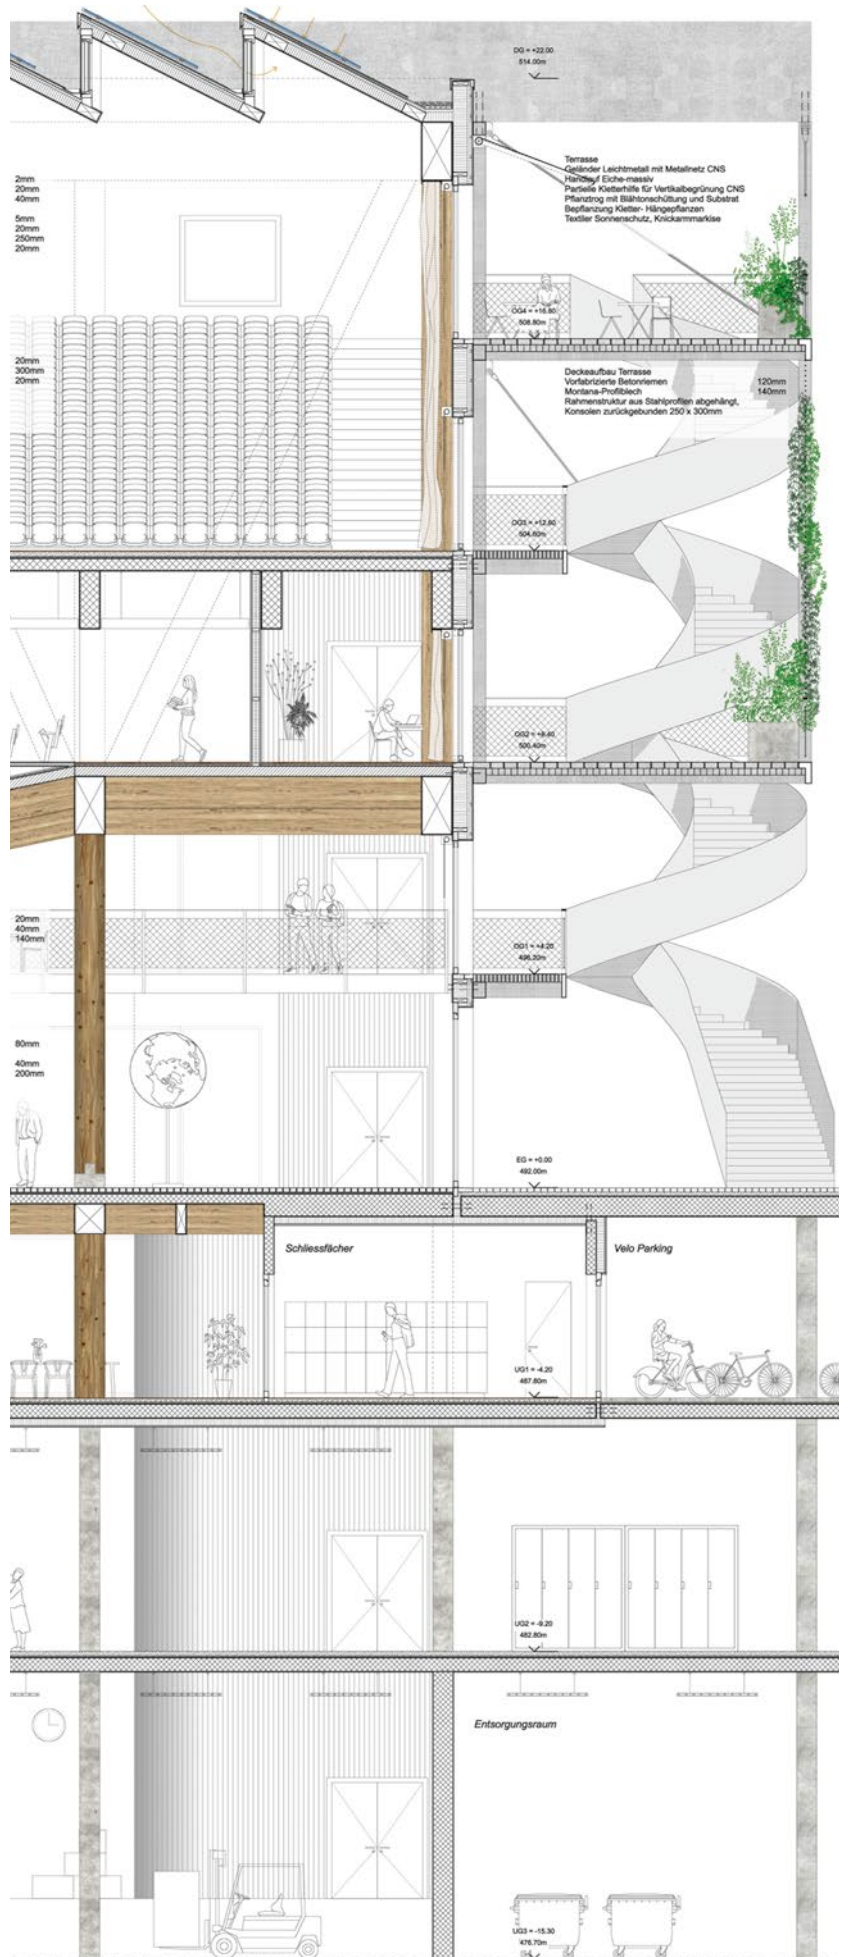 DG = +22.00
514.00m
Terrasse
Geländer Leichtmetall mit Metallnetz CNS
Handlauf Eiche-massiv
Partielle Kletterhilfe für Vertikalbegrünung CNS
Pflanztrog mit Blähtonschüttung und Substrat
Bepflanzung Kletter- Hängepflanzen
Textiler Sonnenschutz, Knickarmmarkise
2mm
20mm
40mm
5mm
20mm
250mm
20mm
OG4 = +16.80
508.80m
20mm
300mm
20mm
Deckeaufbau Terrasse
Vorfabrizierte Betonriemen 120mm
Montana-Profilblech 140mm
Rahmenstruktur aus Stahlprofilen abgehängt,
Konsolen zurückgebunden 250 x 300mm
OG3 = +12.60
504.60m
OG2 = +8.40
500.40m
20mm
40mm
140mm
OG1 = +4.20
496.20m
80mm
40mm
200mm
EG = +0.00
492.00m
Schliessfächer
Velo Parking
UG1 = -4.20
487.80m
UG2 = -9.20
482.80m
Entsorgungsraum
UG3 = -15.30
476.70m